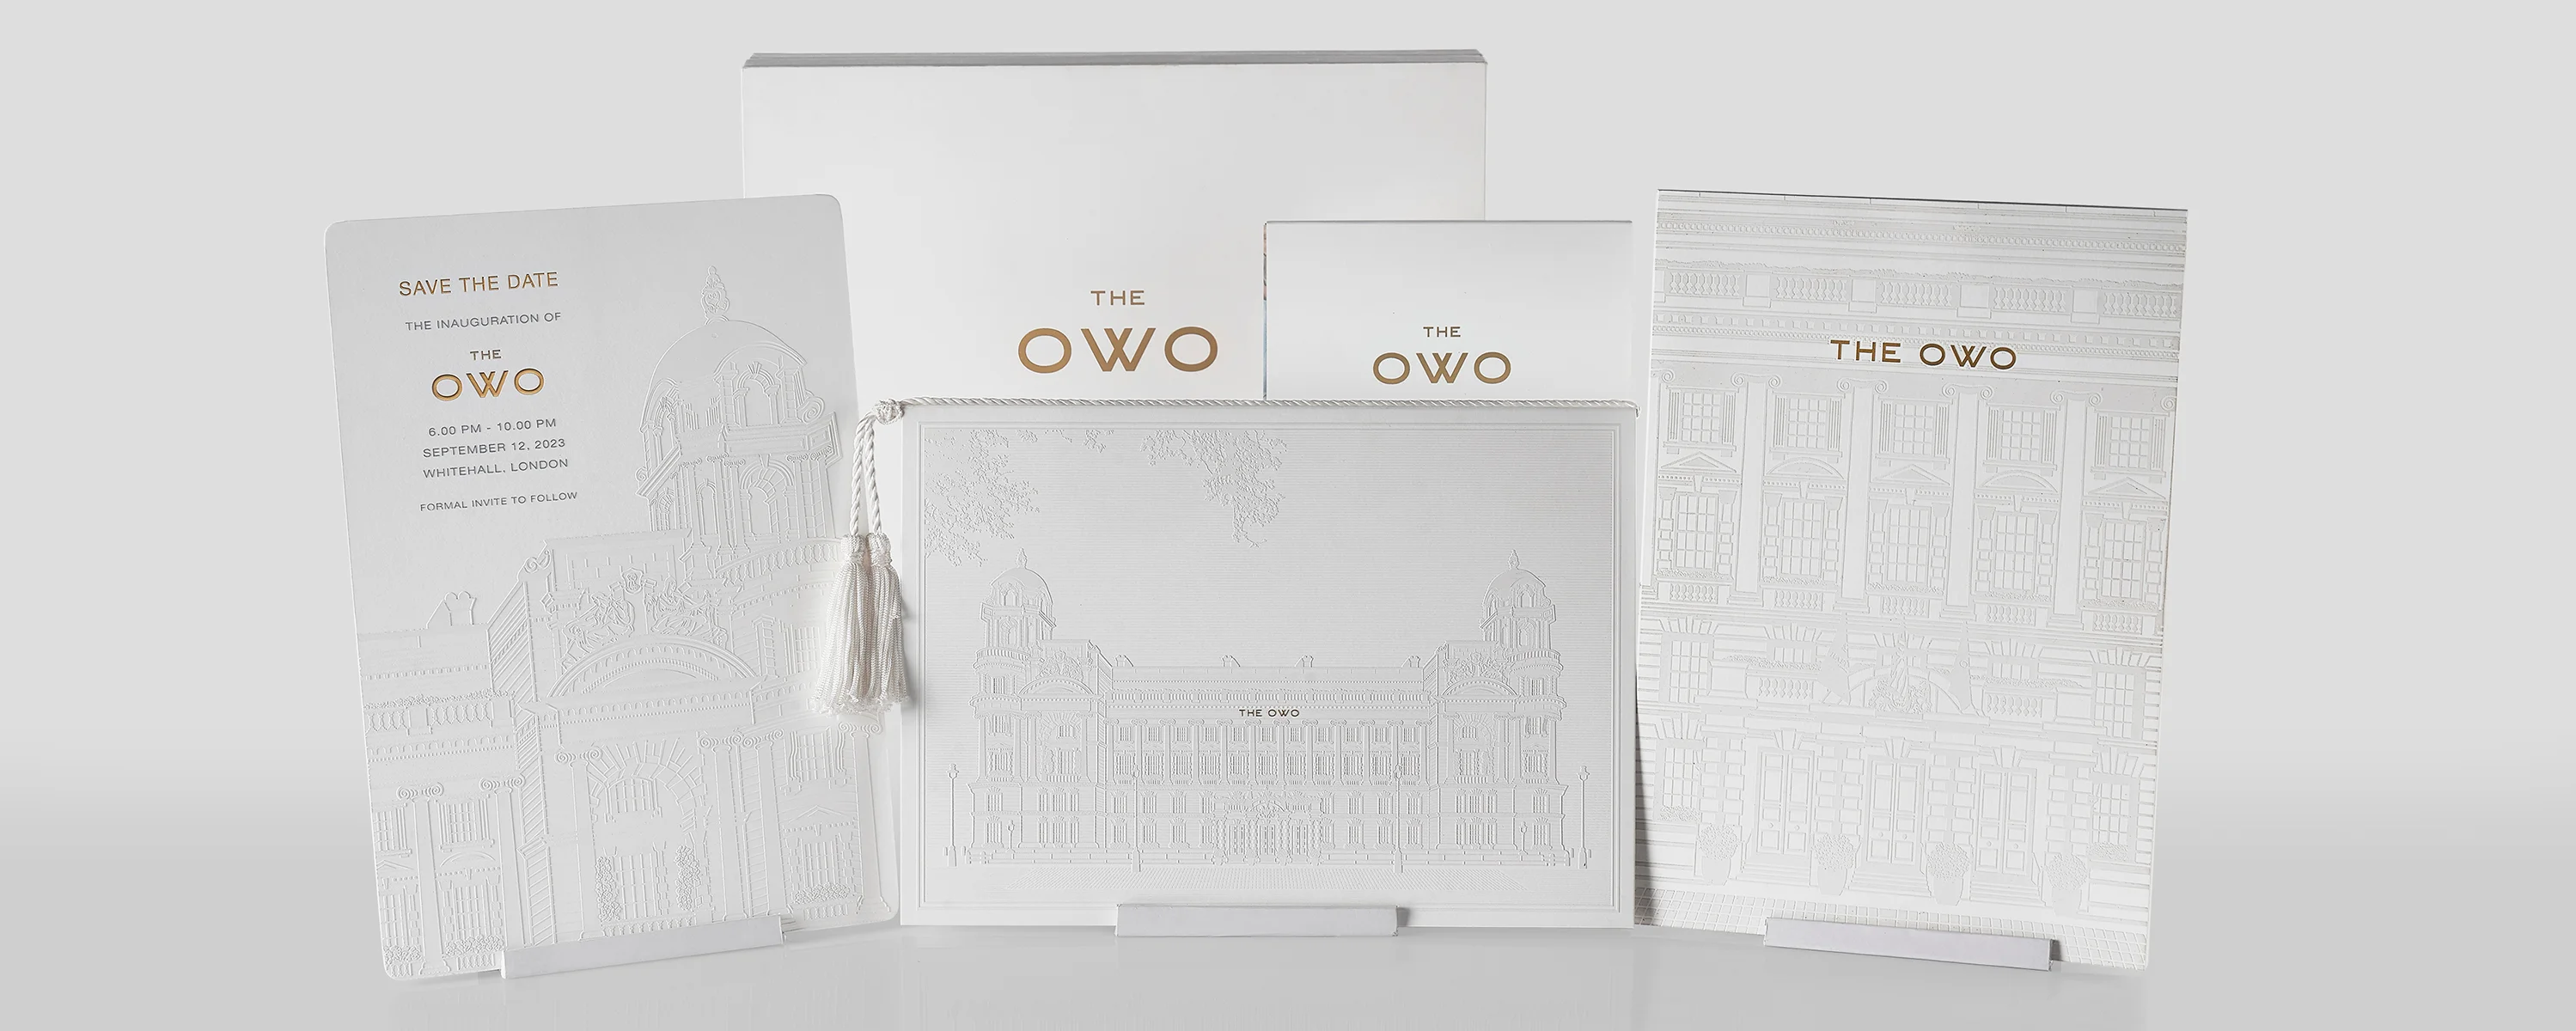 SAVE THE DATE
THE INAUGURATION OF
THE
OWO
6.00 PM - 10.00 PM
SEPTEMBER 12, 2023
WHITEHALL, LONDON
FORMAL INVITE TO FOLLOW
THE
OWO
THE
OWO
THE OWO
THE OWO